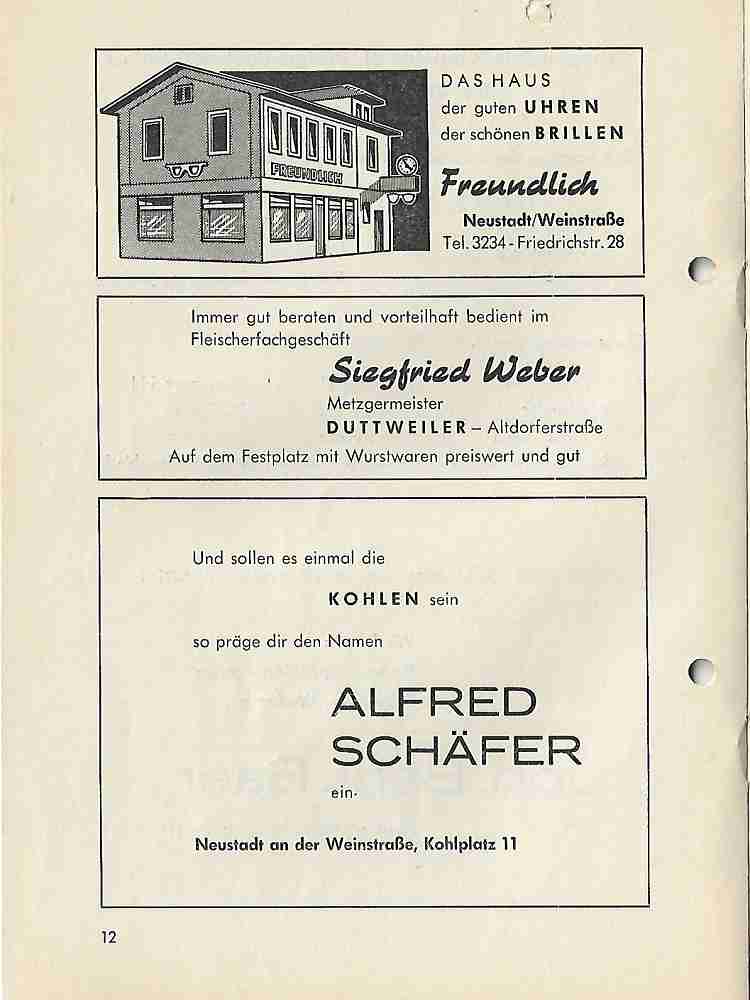 FREUNDLICH
DAS HAUS
der guten UHREN
der schönen BRILLEN
Freundlich
Neustadt/Weinstraße
Tel. 3234 - Friedrichstr. 28
Immer gut beraten und vorteilhaft bedient im
Fleischerfachgeschäft
Siegfried Weber
Metzgermeister
DUTTWEILER – Altdorferstraße
Auf dem Festplatz mit Wurstwaren preiswert und gut
Und sollen es einmal die
KOHLEN sein
so präge dir den Namen
ALFRED
SCHÄFER
ein.
Neustadt an der Weinstraße, Kohlplatz 11
12